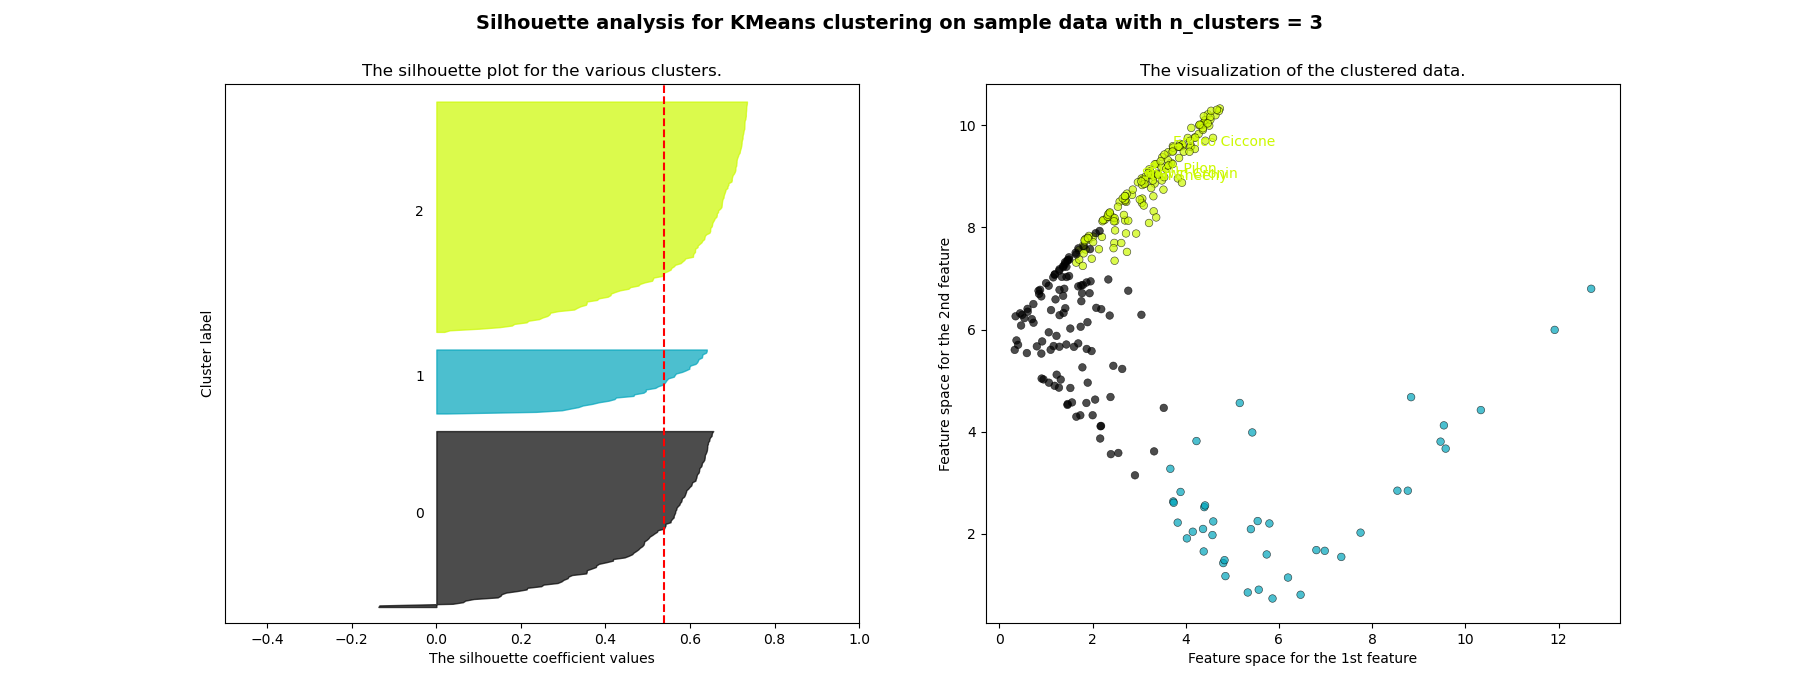 Silhouette analysis for KMeans clustering on sample data with n_clusters = 3
The silhouette plot for the various clusters.
2
1
0
Cluster label
−0.4 −0.2 0.0 0.2 0.4 0.6 0.8 1.0
The silhouette coefficient values
The visualization of the clustered data.
10
8
6
4
2
Feature space for the 2nd feature
Ciccone
Pilon
0 2 4 6 8 10 12
Feature space for the 1st feature